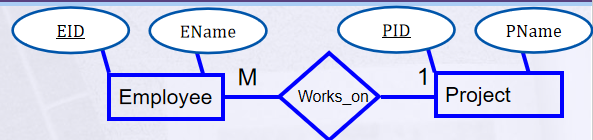 EID
EName
PID
PName
Employee
M
Works_on
1
Project